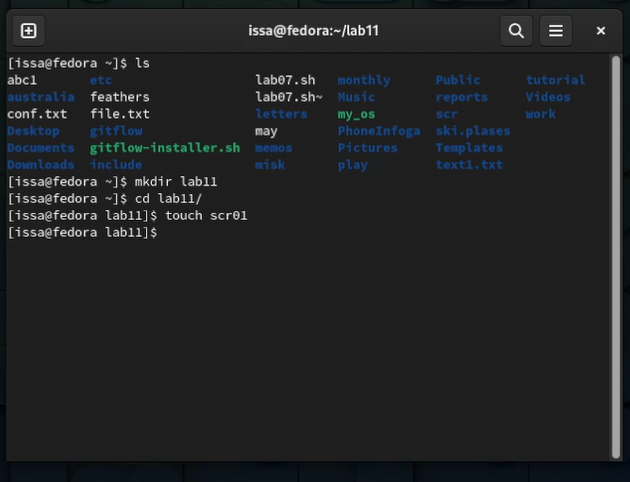 issa@fedora:~/lab11
[issa@fedora ~]$ ls
abc1 etc lab07.sh monthly Public tutorial
australia feathers lab07.sh~ Music reports Videos
conf.txt file.txt letters my_os scr work
Desktop gitflow may PhoneInfoga ski.plases
Documents gitflow-installer.sh memos Pictures Templates
Downloads include misk play text1.txt
[issa@fedora ~]$ mkdir lab11
[issa@fedora ~]$ cd lab11/
[issa@fedora lab11]$ touch scr01
[issa@fedora lab11]$